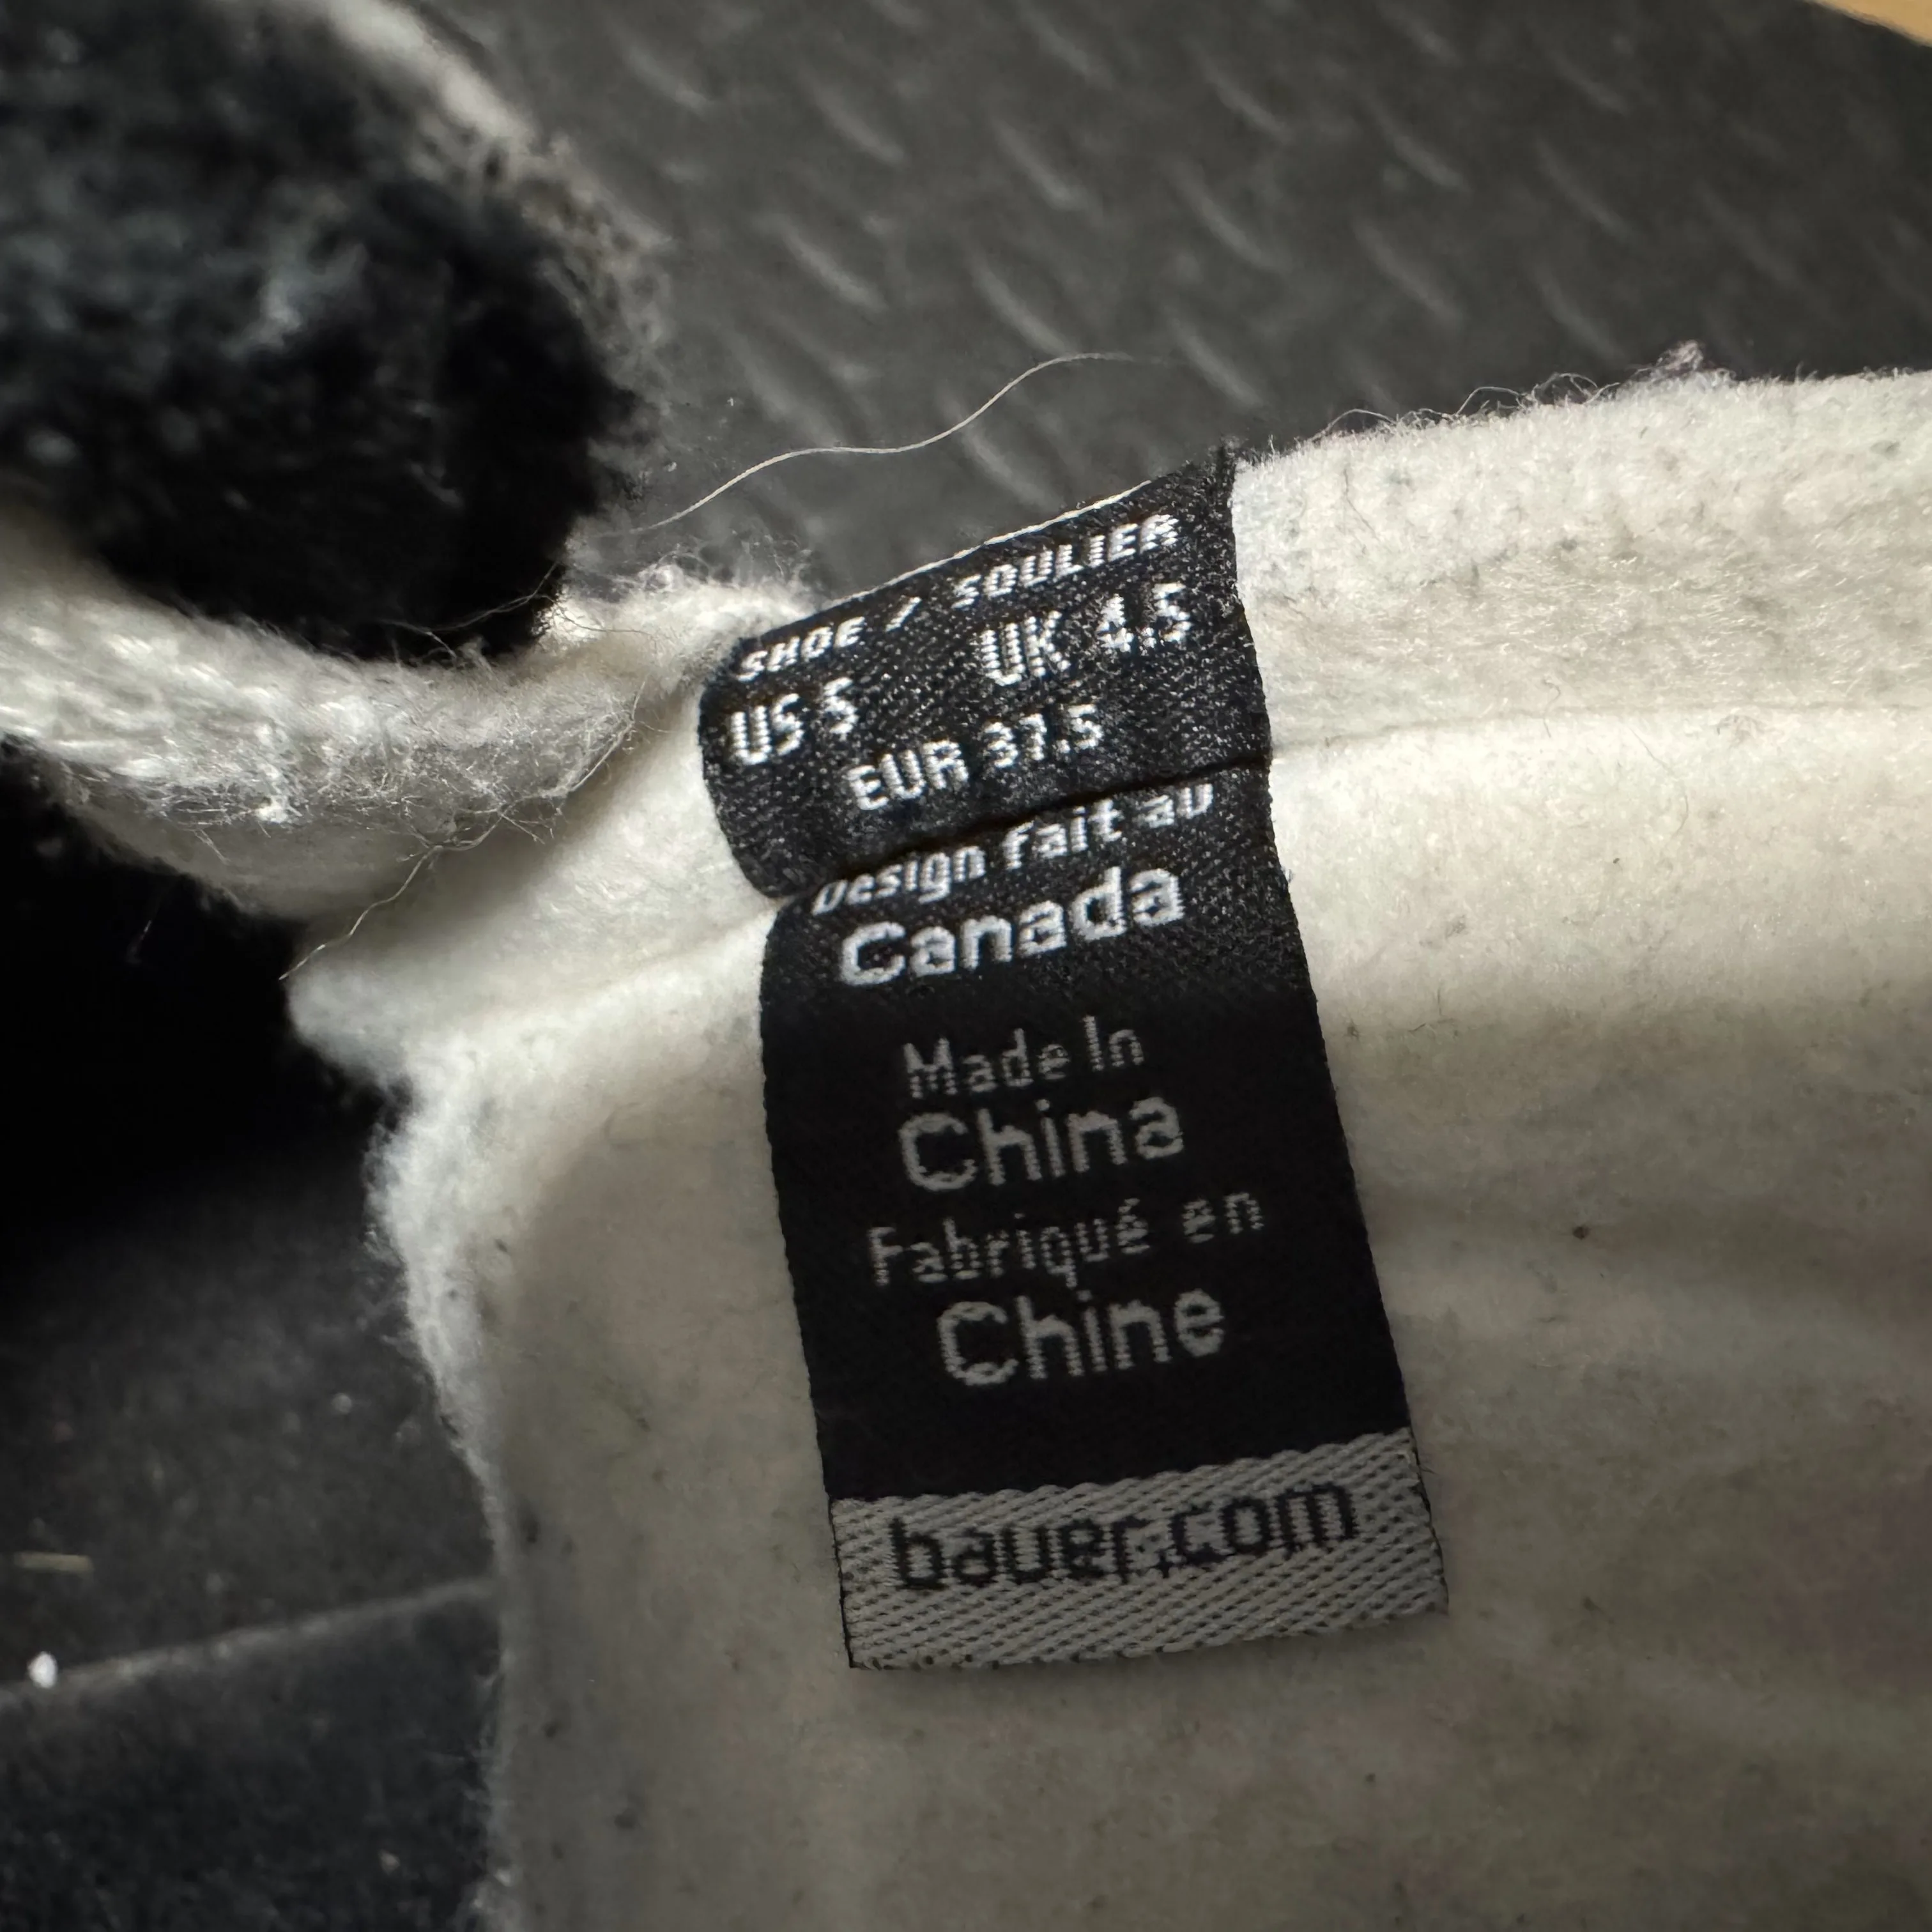 SHOE / SOULIER
US 5 UK 4.5
EUR 37.5
Design fait au
Canada
Made In
China
Fabriqué en
Chine
bauer.com